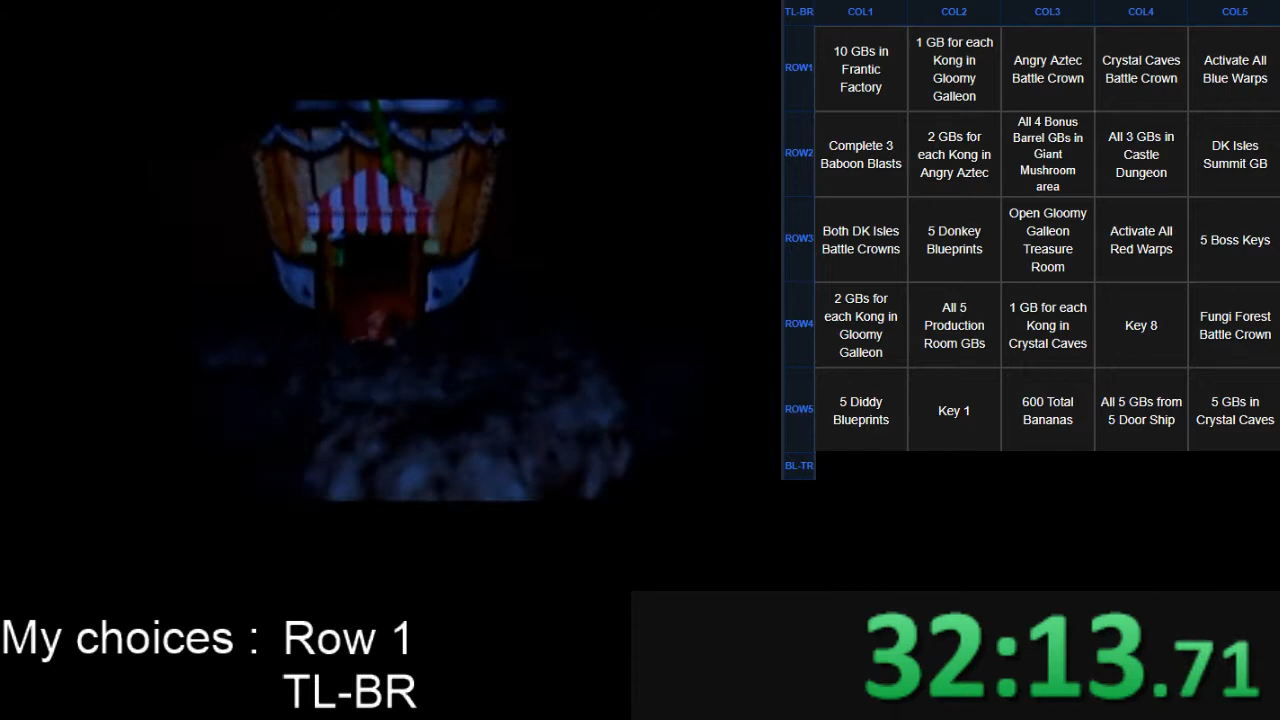 TL-BR COL1 COL2 COL3 COL4 COL5
ROW1
10 GBs in
Frantic
Factory
1 GB for each
Kong in
Gloomy
Galleon
Angry Aztec
Battle Crown
Crystal Caves
Battle Crown
Activate All
Blue Warps
ROW2
Complete 3
Baboon Blasts
2 GBs for
each Kong in
Angry Aztec
All 4 Bonus
Barrel GBs in
Giant
Mushroom
area
All 3 GBs in
Castle
Dungeon
DK Isles
Summit GB
ROW3
Both DK Isles
Battle Crowns
5 Donkey
Blueprints
Open Gloomy
Galleon
Treasure
Room
Activate All
Red Warps
5 Boss Keys
ROW4
2 GBs for
each Kong in
Gloomy
Galleon
All 5
Production
Room GBs
1 GB for each
Kong in
Crystal Caves
Key 8
Fungi Forest
Battle Crown
ROW5
5 Diddy
Blueprints
Key 1
600 Total
Bananas
All 5 GBs from
5 Door Ship
5 GBs in
Crystal Caves
BL-TR
My choices : Row 1
TL-BR
32:13.71